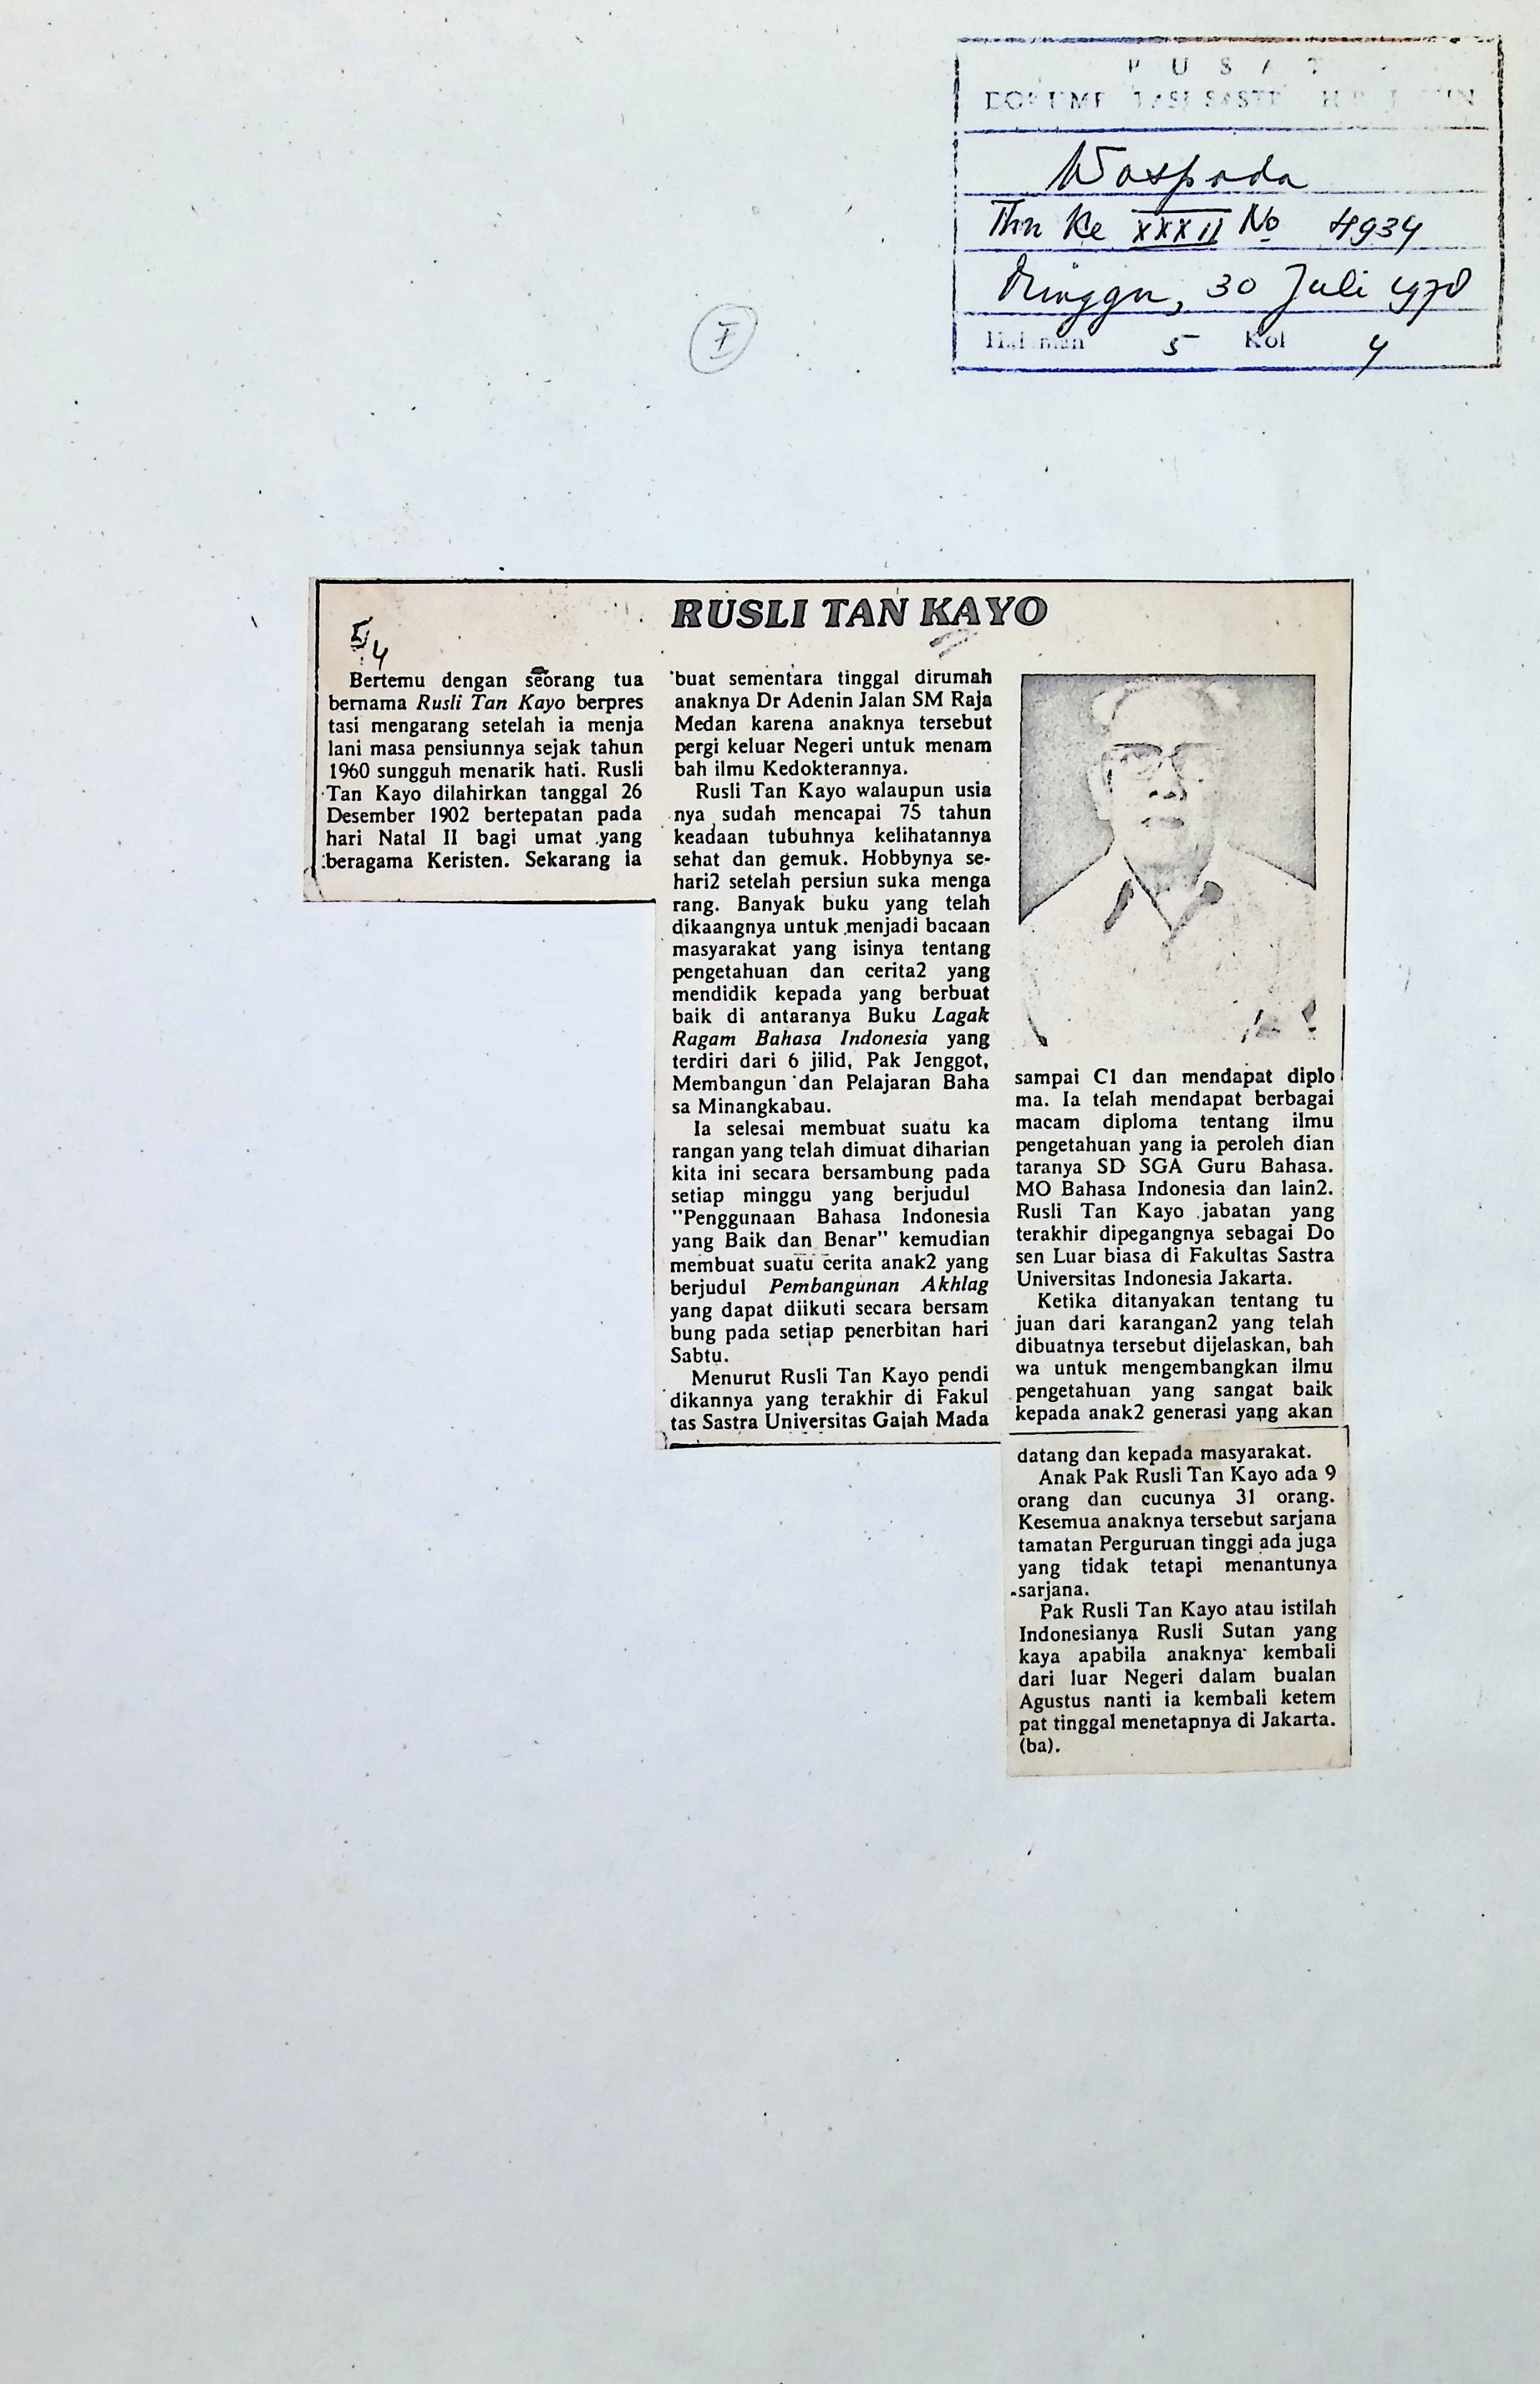 P U S A T
DOKUMENTASI SASTRA H.B. JASSIN
Waspada
Thn Ke XXXII No 4934
Minggu, 30 Juli 1978
Halaman 5 Kol 4
I
RUSLI TAN KAYO
Bertemu dengan seorang tua
bernama Rusli Tan Kayo berpres
tasi mengarang setelah ia menja
lani masa pensiunnya sejak tahun
1960 sungguh menarik hati. Rusli
Tan Kayo dilahirkan tanggal 26
Desember 1902 bertepatan pada
hari Natal II bagi umat yang
beragama Keristen. Sekarang ia
buat sementara tinggal dirumah
anaknya Dr Adenin Jalan SM Raja
Medan karena anaknya tersebut
pergi keluar Negeri untuk menam
bah ilmu Kedokterannya.
Rusli Tan Kayo walaupun usia
nya sudah mencapai 75 tahun
keadaan tubuhnya kelihatannya
sehat dan gemuk. Hobbynya se-
hari2 setelah persiun suka menga
rang. Banyak buku yang telah
dikaangnya untuk menjadi bacaan
masyarakat yang isinya tentang
pengetahuan dan cerita2 yang
mendidik kepada yang berbuat
baik di antaranya Buku Lagak
Ragam Bahasa Indonesia yang
terdiri dari 6 jilid, Pak Jenggot,
Membangun dan Pelajaran Baha
sa Minangkabau.
Ia selesai membuat suatu ka
rangan yang telah dimuat diharian
kita ini secara bersambung pada
setiap minggu yang berjudul
"Penggunaan Bahasa Indonesia
yang Baik dan Benar" kemudian
membuat suatu cerita anak2 yang
berjudul Pembangunan Akhlag
yang dapat diikuti secara bersam
bung pada setiap penerbitan hari
Sabtu.
Menurut Rusli Tan Kayo pendi
dikannya yang terakhir di Fakul
tas Sastra Universitas Gajah Mada
sampai C1 dan mendapat diplo
ma. Ia telah mendapat berbagai
macam diploma tentang ilmu
pengetahuan yang ia peroleh dian
taranya SD SGA Guru Bahasa.
MO Bahasa Indonesia dan lain2.
Rusli Tan Kayo jabatan yang
terakhir dipegangnya sebagai Do
sen Luar biasa di Fakultas Sastra
Universitas Indonesia Jakarta.
Ketika ditanyakan tentang tu
juan dari karangan2 yang telah
dibuatnya tersebut dijelaskan, bah
wa untuk mengembangkan ilmu
pengetahuan yang sangat baik
kepada anak2 generasi yang akan
datang dan kepada masyarakat.
Anak Pak Rusli Tan Kayo ada 9
orang dan cucunya 31 orang.
Kesemua anaknya tersebut sarjana
tamatan Perguruan tinggi ada juga
yang tidak tetapi menantunya
sarjana.
Pak Rusli Tan Kayo atau istilah
Indonesianya Rusli Sutan yang
kaya apabila anaknya kembali
dari luar Negeri dalam bualan
Agustus nanti ia kembali ketem
pat tinggal menetapnya di Jakarta.
(ba).